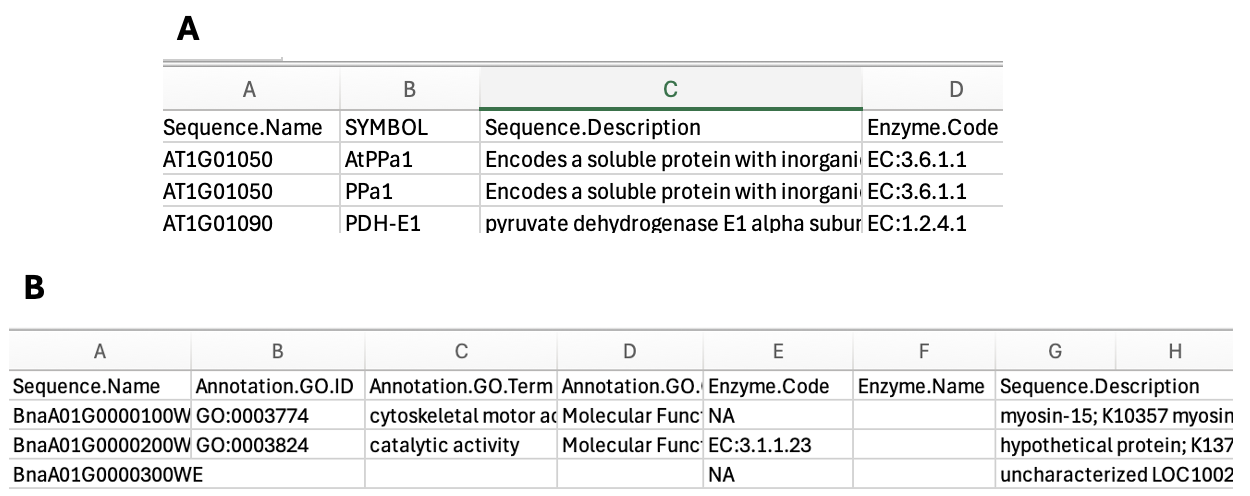 A
A B C D
Sequence.Name SYMBOL Sequence.Description Enzyme.Code
AT1G01050 AtPPa1 Encodes a soluble protein with inorgani EC:3.6.1.1
AT1G01050 PPa1 Encodes a soluble protein with inorgani EC:3.6.1.1
AT1G01090 PDH-E1 pyruvate dehydrogenase E1 alpha subur EC:1.2.4.1
B
A B C D E F G H
Sequence.Name Annotation.GO.ID Annotation.GO.Term Annotation.GO.( Enzyme.Code Enzyme.Name Sequence.Description
BnaA01G0000100W GO:0003774 cytoskeletal motor ac Molecular Func NA myosin-15; K10357 myosin
BnaA01G0000200W GO:0003824 catalytic activity Molecular Func EC:3.1.1.23 hypothetical protein; K137
BnaA01G0000300WE NA uncharacterized LOC1002